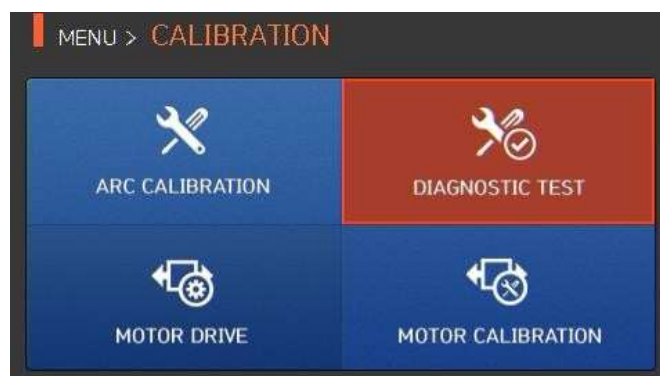 MENU > CALIBRATION
ARC CALIBRATION
DIAGNOSTIC TEST
MOTOR DRIVE
MOTOR CALIBRATION